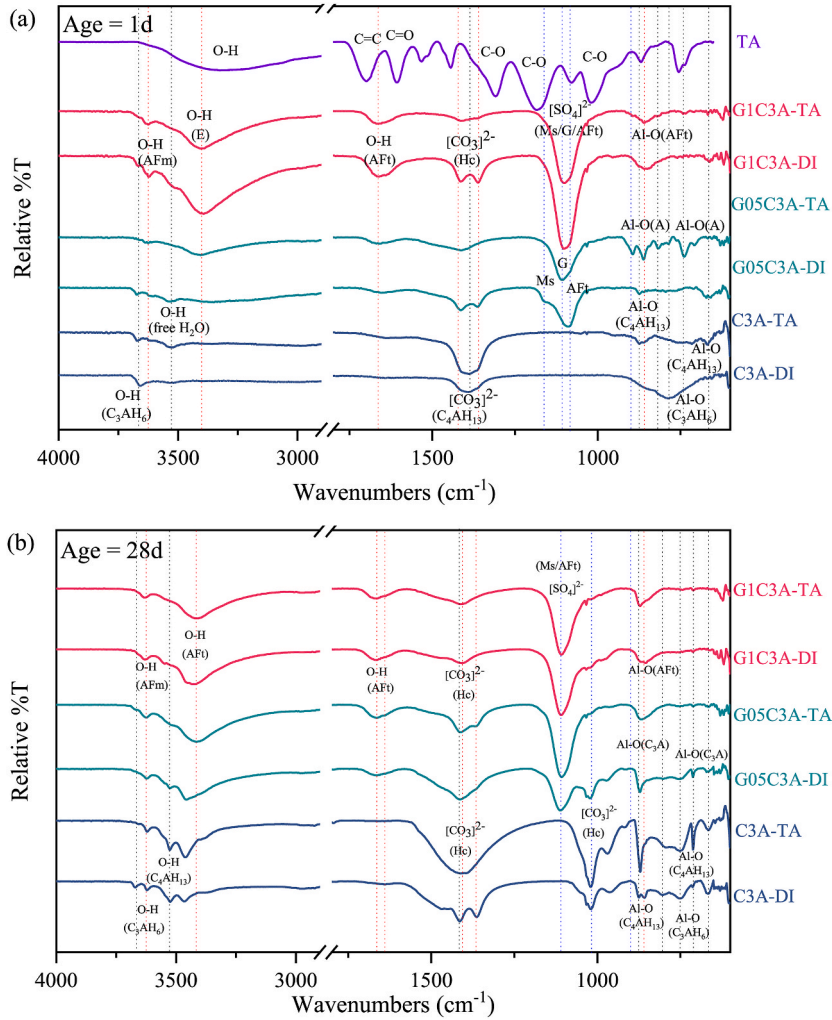 (a)
Age = 1d
O-H
C=C
C=O
C-O
C-O
C-O
TA
O-H
(E)
O-H
(AFm)
O-H
(AFt)
[CO₃]²⁻
(Hc)
[SO₄]²⁻
(Ms/G/AFt)
Al-O(AFt)
G1C3A-TA
G1C3A-DI
G05C3A-TA
Al-O(A)
Al-O(A)
G
Ms
AFt
G05C3A-DI
O-H
(free H₂O)
Al-O
(C₄AH₁₃)
C3A-TA
Al-O
(C₄AH₁₃)
C3A-DI
O-H
(C₃AH₆)
[CO₃]²⁻
(C₄AH₁₃)
Al-O
(C₃AH₆)
Relative %T
4000
3500
3000
1500
1000
Wavenumbers (cm⁻¹)
(b)
Age = 28d
(Ms/AFt)
[SO₄]²⁻
G1C3A-TA
O-H
(AFt)
O-H
(AFm)
O-H
(AFt)
[CO₃]²⁻
(Hc)
Al-O(AFt)
G1C3A-DI
G05C3A-TA
Al-O(C₃A)
Al-O(C₃A)
G05C3A-DI
[CO₃]²⁻
(Hc)
[CO₃]²⁻
(Hc)
C3A-TA
O-H
(C₄AH₁₃)
Al-O
(C₄AH₁₃)
C3A-DI
O-H
(C₃AH₆)
Al-O
(C₄AH₁₃)
Al-O
(C₃AH₆)
Relative %T
4000
3500
3000
1500
1000
Wavenumbers (cm⁻¹)